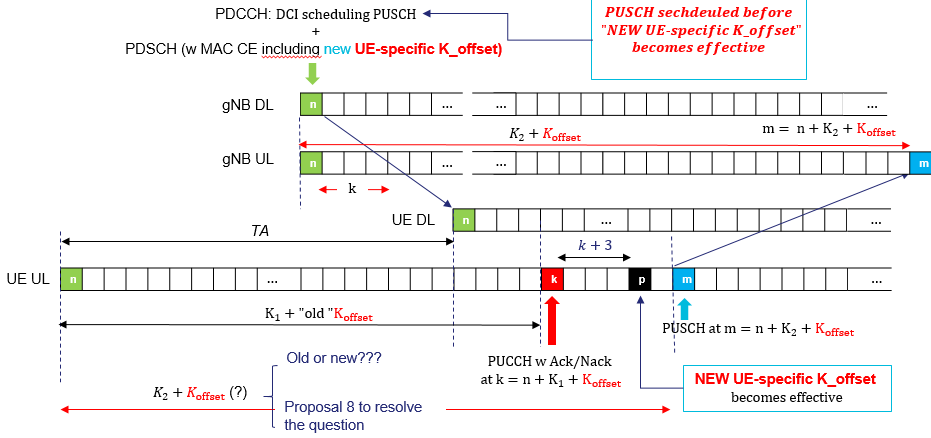 PDCCH: DCI scheduling PUSCH
+
PDSCH (w MAC CE including new UE-specific K_offset)
PUSCH sechdeuled before
"NEW UE-specific K_offset"
becomes effective
gNB DL
n
...
...
...
K₂ + Koffset
m = n + K₂ + Koffset
gNB UL
n
...
...
m
k
UE DL
n
...
...
TA
k + 3
UE UL
n
...
k
p
m
...
K₁ + "old "Koffset
PUSCH at m = n + K₂ + Koffset
Old or new???
PUCCH w Ack/Nack
at k = n + K₁ + Koffset
K₂ + Koffset (?)
Proposal 8 to resolve
the question
NEW UE-specific K_offset
becomes effective